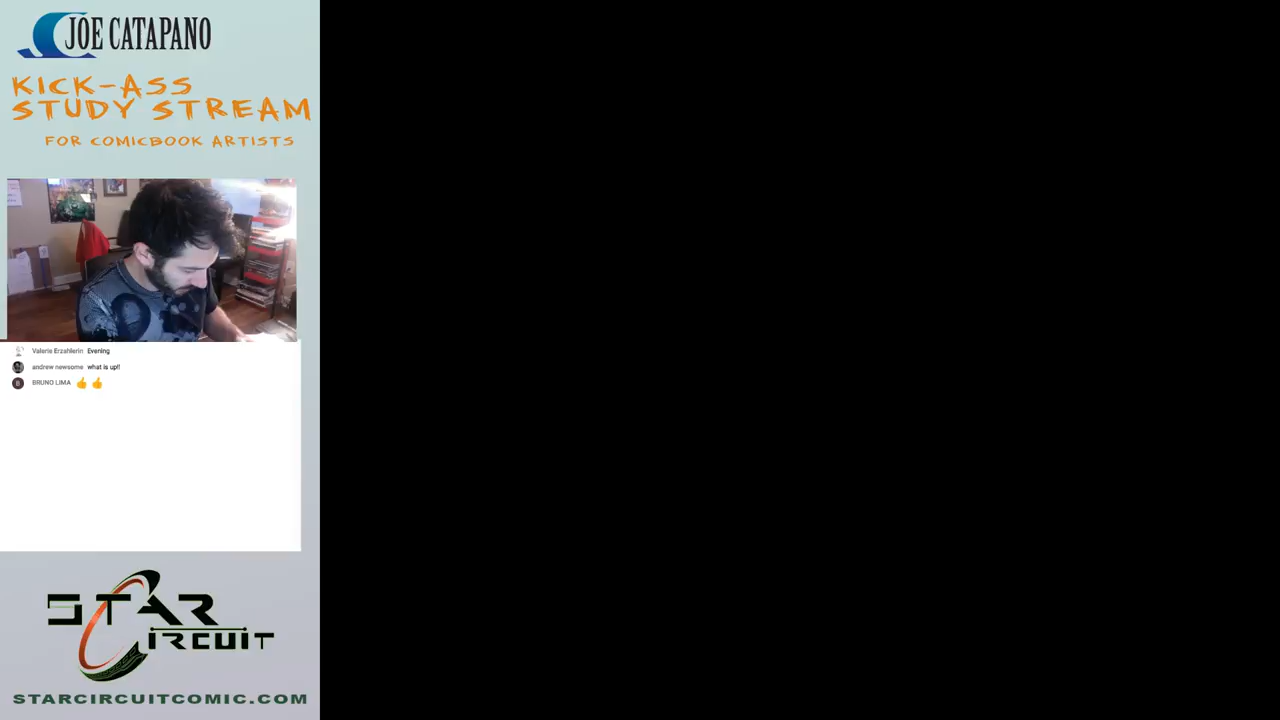 JOE CATAPANO
KICK-ASS
STUDY STREAM
FOR COMICBOOK ARTISTS
Valerie Erzahlerin Evening
andrew newsome what is up!!
B BRUNO LIMA 👍 👍
STAR
CIRCUIT
STARCIRCUITCOMIC.COM